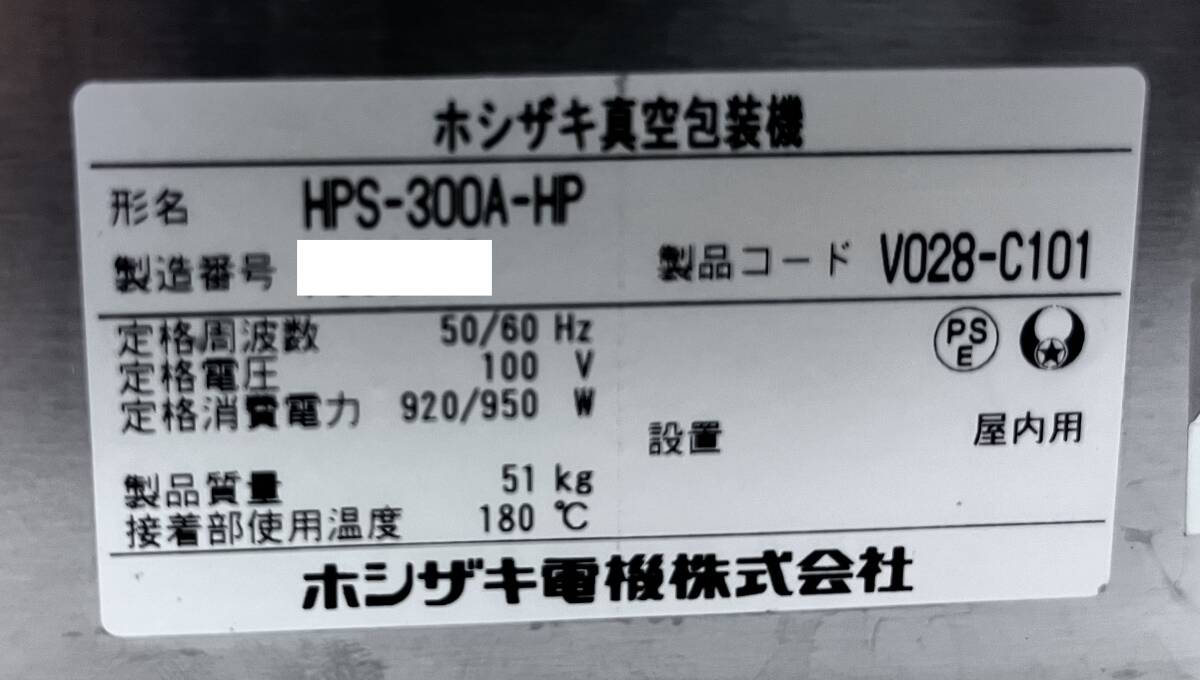 ホシザキ真空包装機
形名 HPS-300A-HP
製造番号 製品コード V028-C101
定格周波数 50/60 Hz
定格電圧 100 V
定格消費電力 920/950 W
PS
E
設置 屋内用
製品質量 51 kg
接着部使用温度 180 ℃
ホシザキ電機株式会社